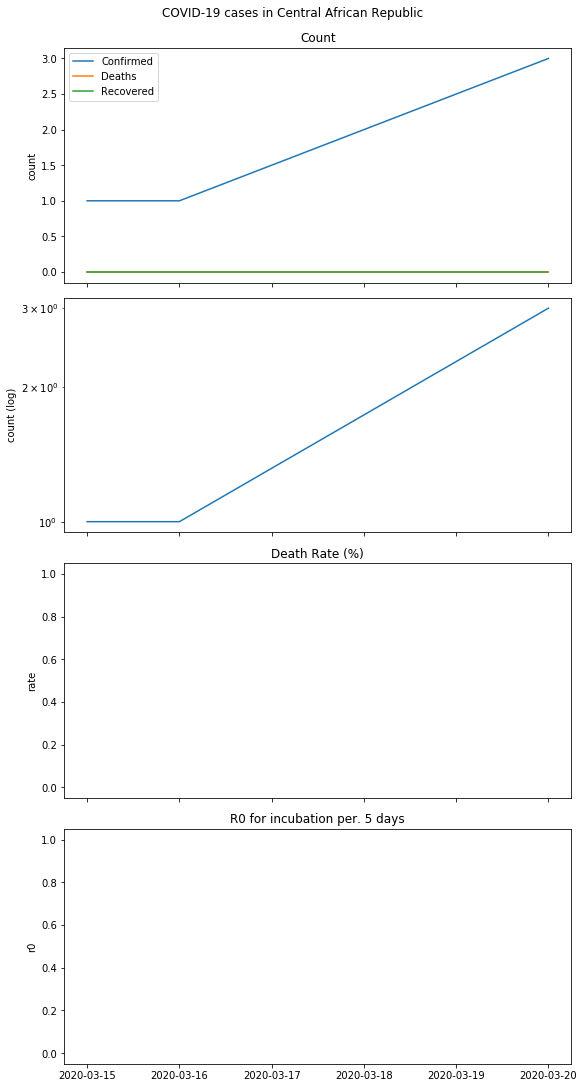 COVID-19 cases in Central African Republic
Count
Confirmed
Deaths
Recovered
3.0
2.5
2.0
1.5
1.0
0.5
0.0
count
3 × 10⁰
2 × 10⁰
10⁰
count (log)
Death Rate (%)
1.0
0.8
0.6
0.4
0.2
0.0
rate
R0 for incubation per. 5 days
1.0
0.8
0.6
0.4
0.2
0.0
r0
2020-03-15 2020-03-16 2020-03-17 2020-03-18 2020-03-19 2020-03-20